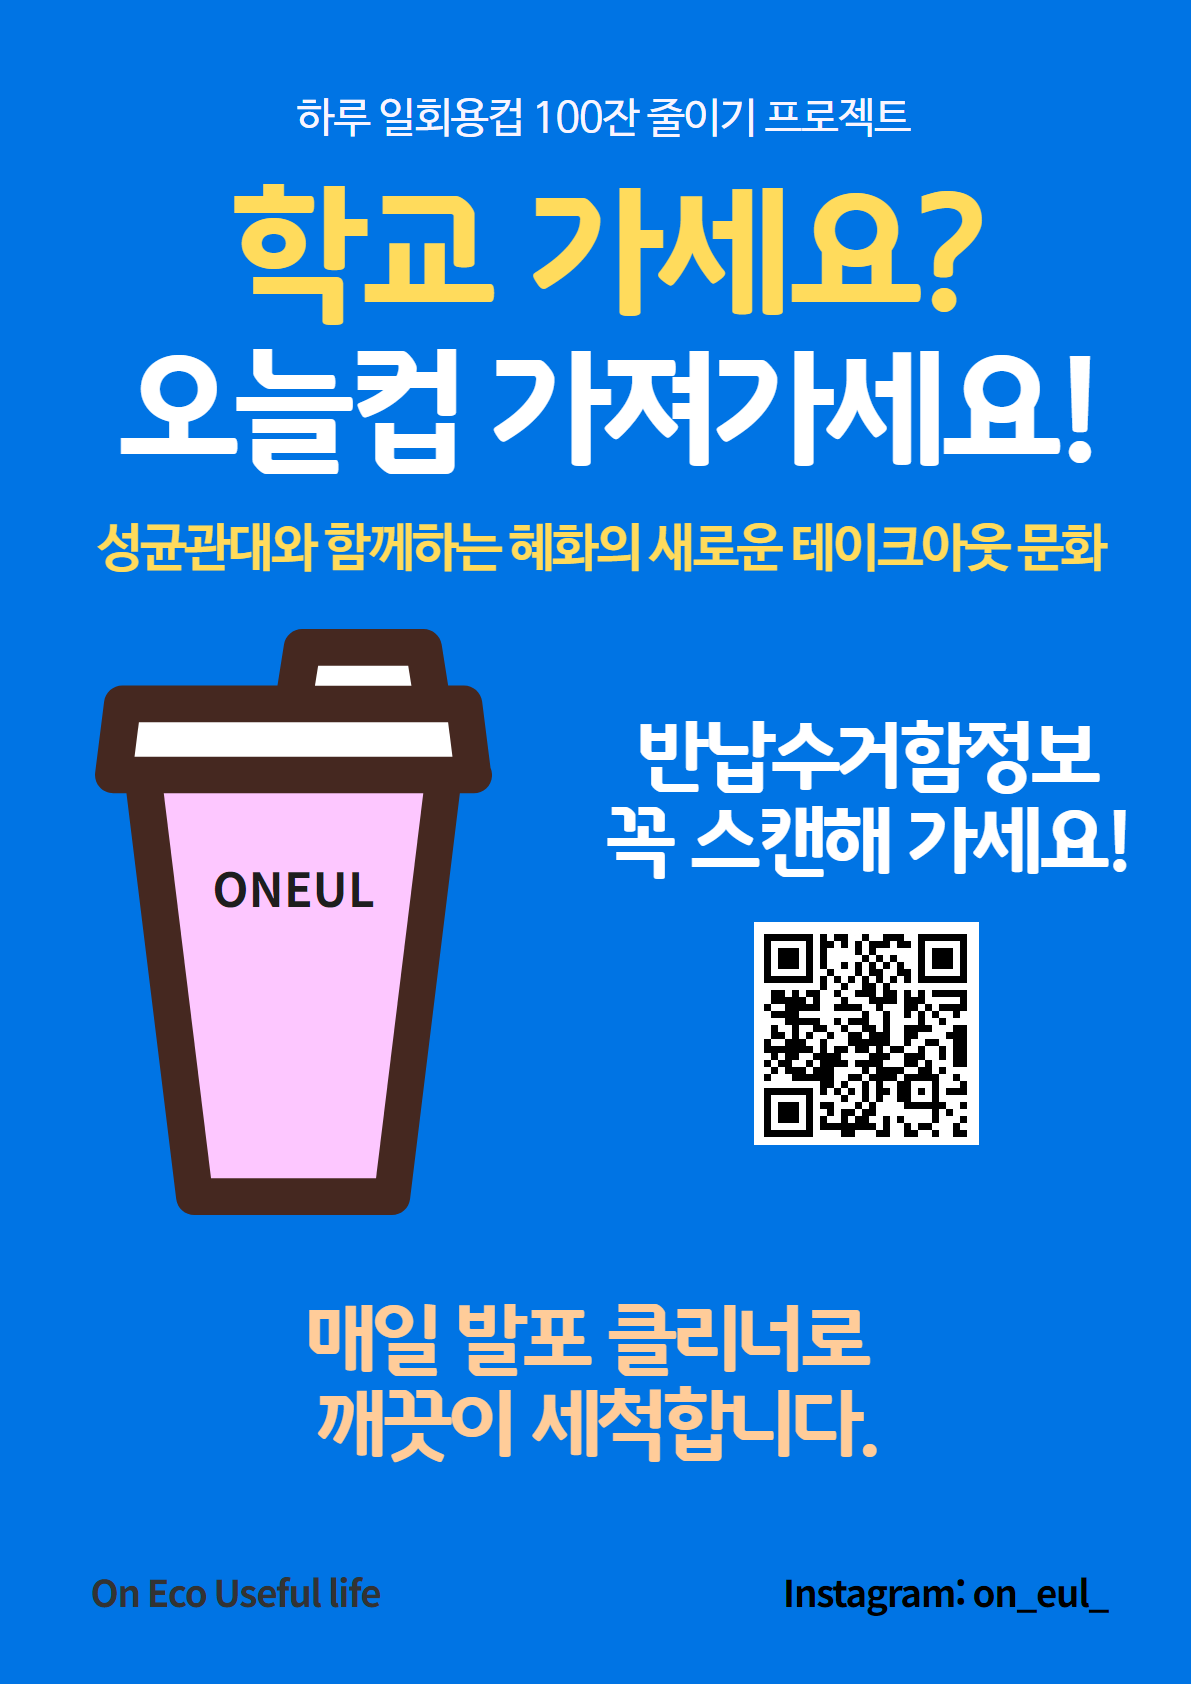 하루 일회용컵 100잔 줄이기 프로젝트
학교 가세요?
오늘컵 가져가세요!
성균관대와 함께하는 혜화의 새로운 테이크아웃 문화
반납수거함정보
꼭 스캔해 가세요!
ONEUL
매일 발포 클리너로
깨끗이 세척합니다.
On Eco Useful life
Instagram: on_eul_